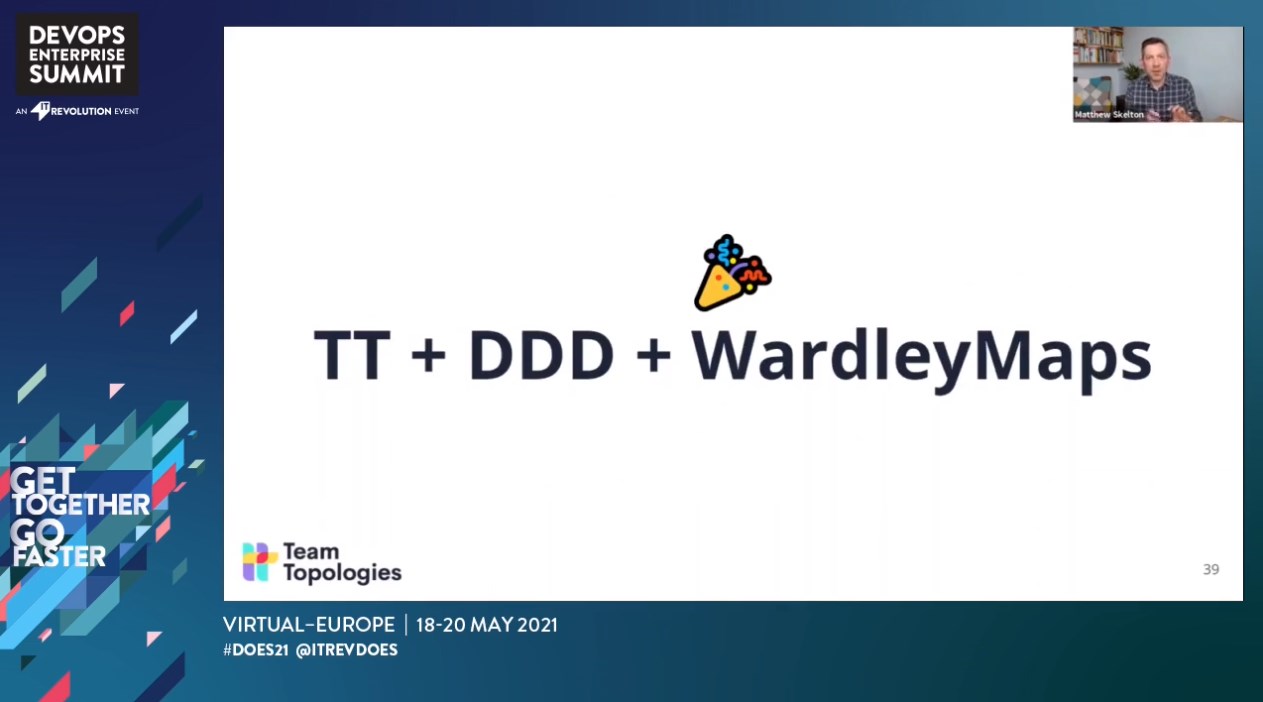 DEVOPS
ENTERPRISE
SUMMIT
AN IT REVOLUTION EVENT
Matthew Skelton
TT + DDD + WardleyMaps
GET
TOGETHER
GO
FASTER
Team
Topologies
39
VIRTUAL–EUROPE | 18-20 MAY 2021
#DOES21 @ITREVDOES